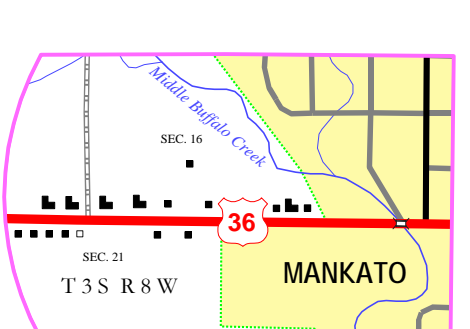 Middle Buffalo Creek
SEC. 16
36
SEC. 21
T 3 S R 8 W
MANKATO